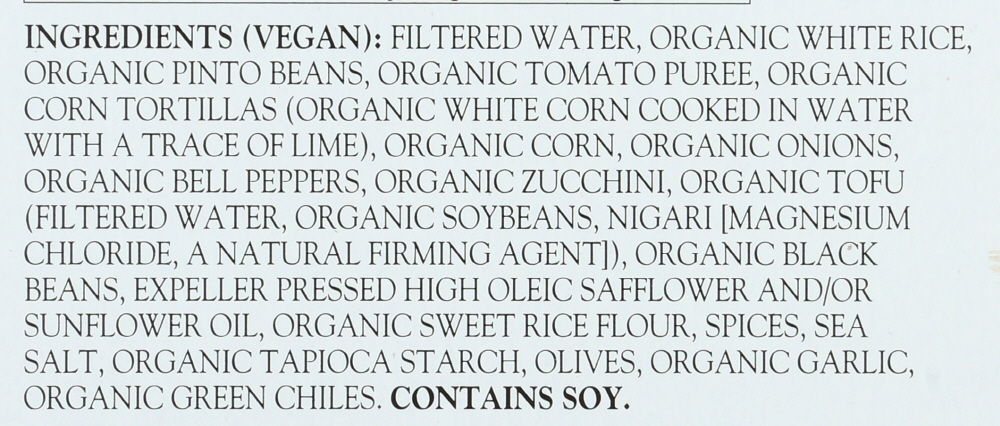 INGREDIENTS (VEGAN): FILTERED WATER, ORGANIC WHITE RICE,
ORGANIC PINTO BEANS, ORGANIC TOMATO PUREE, ORGANIC
CORN TORTILLAS (ORGANIC WHITE CORN COOKED IN WATER
WITH A TRACE OF LIME), ORGANIC CORN, ORGANIC ONIONS,
ORGANIC BELL PEPPERS, ORGANIC ZUCCHINI, ORGANIC TOFU
(FILTERED WATER, ORGANIC SOYBEANS, NIGARI [MAGNESIUM
CHLORIDE, A NATURAL FIRMING AGENT]), ORGANIC BLACK
BEANS, EXPELLER PRESSED HIGH OLEIC SAFFLOWER AND/OR
SUNFLOWER OIL, ORGANIC SWEET RICE FLOUR, SPICES, SEA
SALT, ORGANIC TAPIOCA STARCH, OLIVES, ORGANIC GARLIC,
ORGANIC GREEN CHILES. CONTAINS SOY.